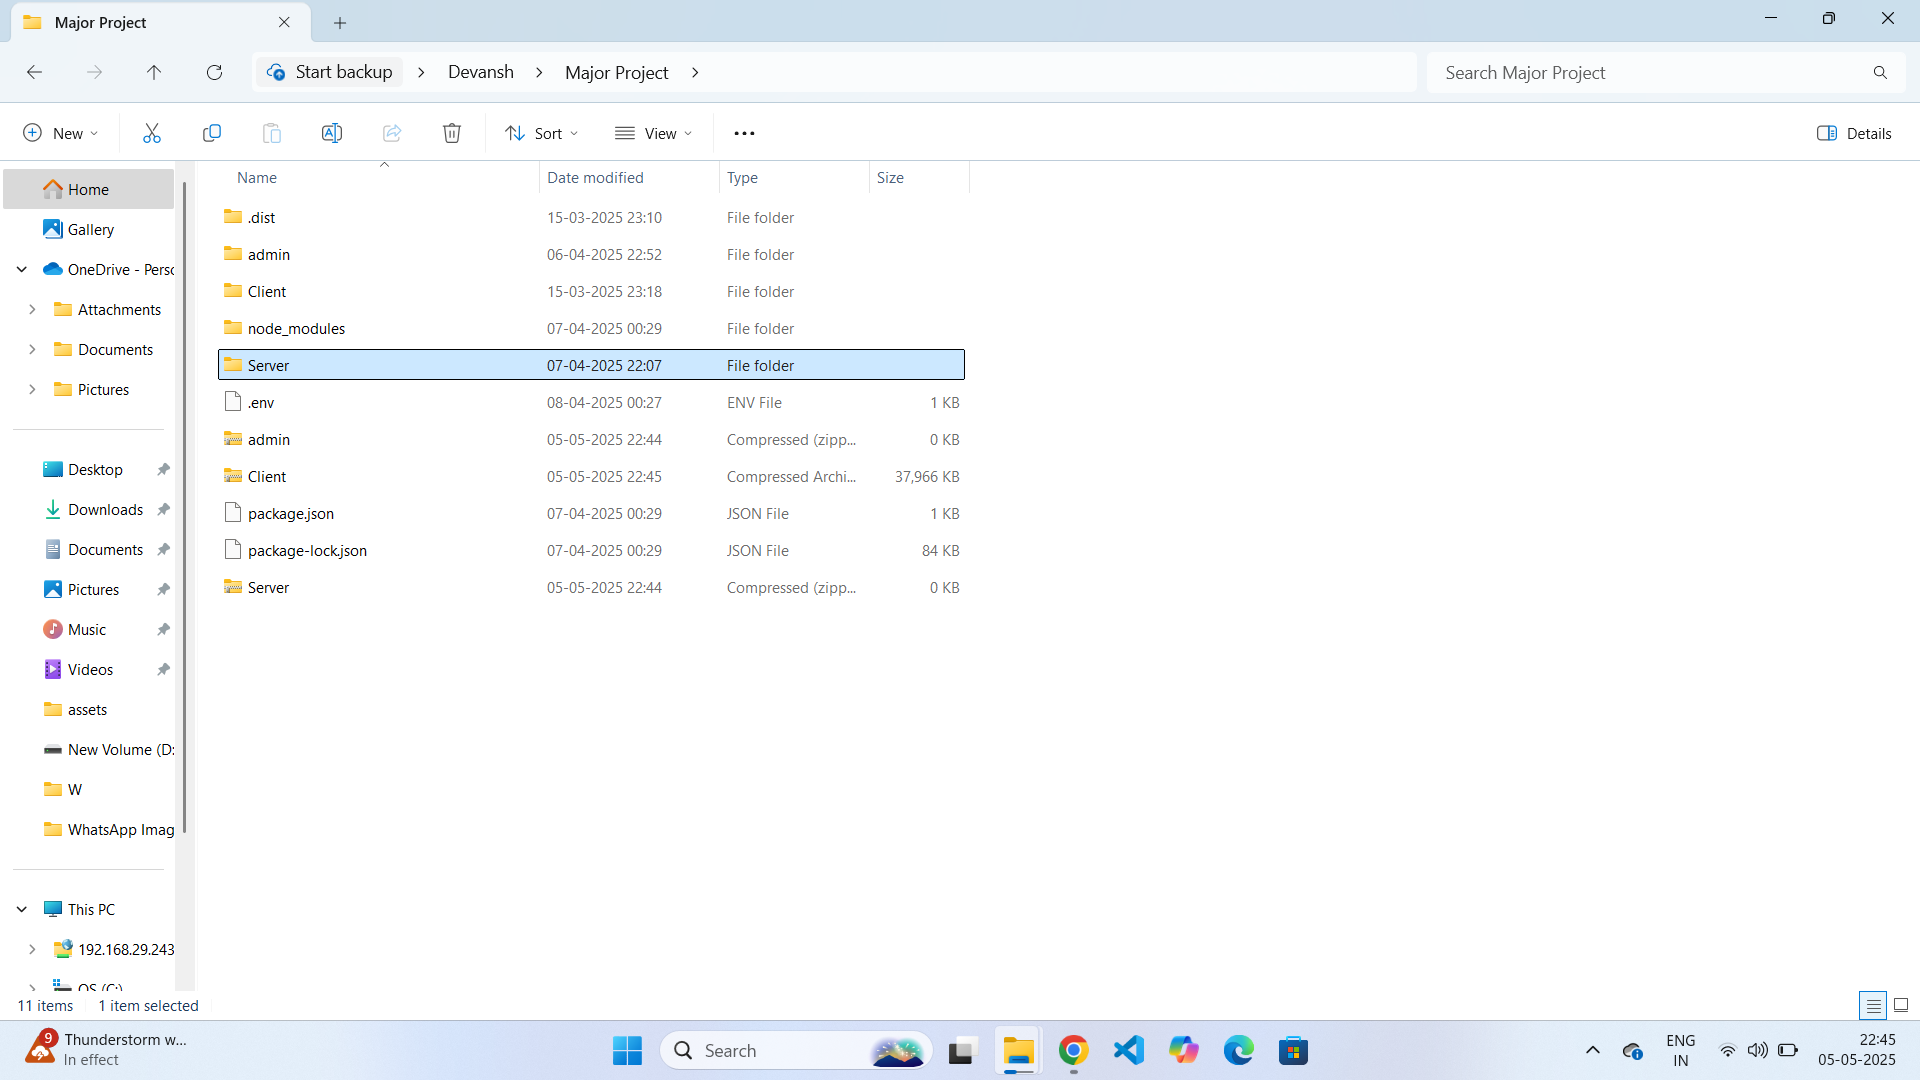 Major Project
Start backup > Devansh > Major Project >
Search Major Project
New
Sort
View
Details
Name Date modified Type Size
.dist 15-03-2025 23:10 File folder
admin 06-04-2025 22:52 File folder
Client 15-03-2025 23:18 File folder
node_modules 07-04-2025 00:29 File folder
Server 07-04-2025 22:07 File folder
.env 08-04-2025 00:27 ENV File 1 KB
admin 05-05-2025 22:44 Compressed (zipp... 0 KB
Client 05-05-2025 22:45 Compressed Archi... 37,966 KB
package.json 07-04-2025 00:29 JSON File 1 KB
package-lock.json 07-04-2025 00:29 JSON File 84 KB
Server 05-05-2025 22:44 Compressed (zipp... 0 KB
Home
Gallery
OneDrive - Perso
Attachments
Documents
Pictures
Desktop
Downloads
Documents
Pictures
Music
Videos
assets
New Volume (D:
W
WhatsApp Imag
This PC
192.168.29.243
OS (C:)
11 items 1 item selected
9
Thunderstorm w...
In effect
Search
ENG
IN
22:45
05-05-2025